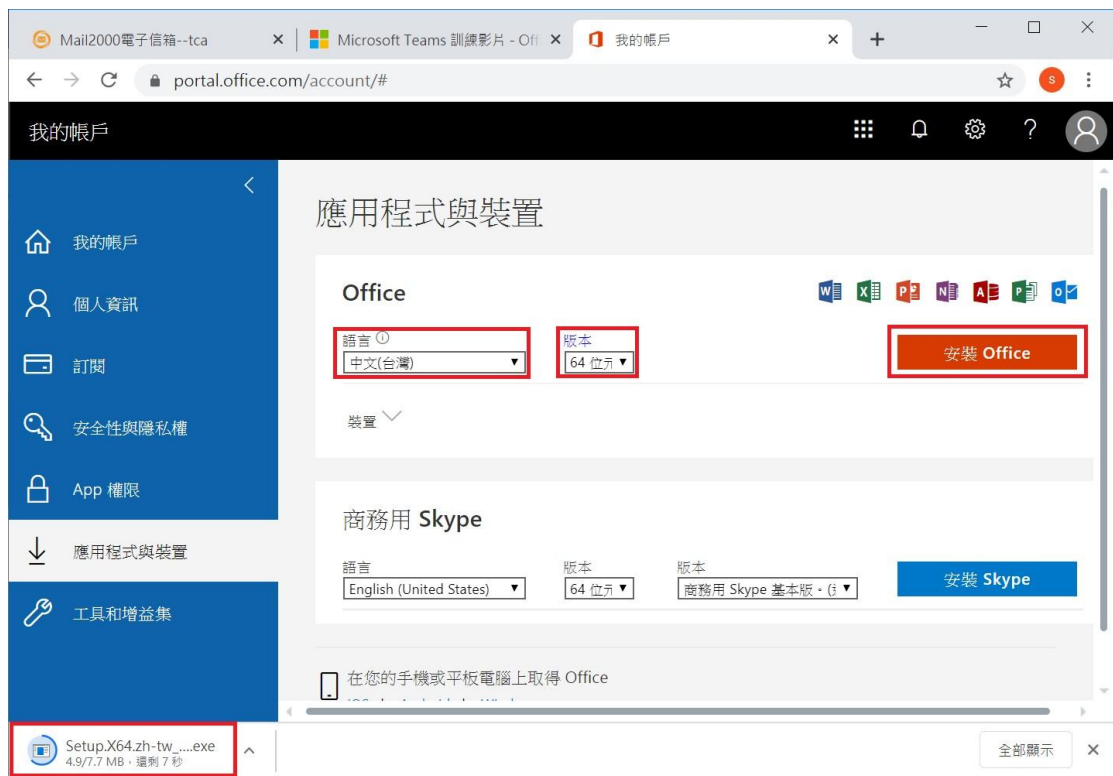 Mail2000電子信箱--tca
Microsoft Teams 訓練影片 - Off
我的帳戶
portal.office.com/account/#
S
我的帳戶
我的帳戶
個人資訊
訂閱
安全性與隱私權
App 權限
應用程式與裝置
工具和增益集
應用程式與裝置
Office
語言
版本
中文(台灣)
64 位元
安裝 Office
裝置
商務用 Skype
語言
版本
版本
English (United States)
64 位元
商務用 Skype 基本版。(
安裝 Skype
在您的手機或平板電腦上取得 Office
Setup.X64.zh-tw_....exe
4.9/7.7 MB，還剩 7 秒
全部顯示